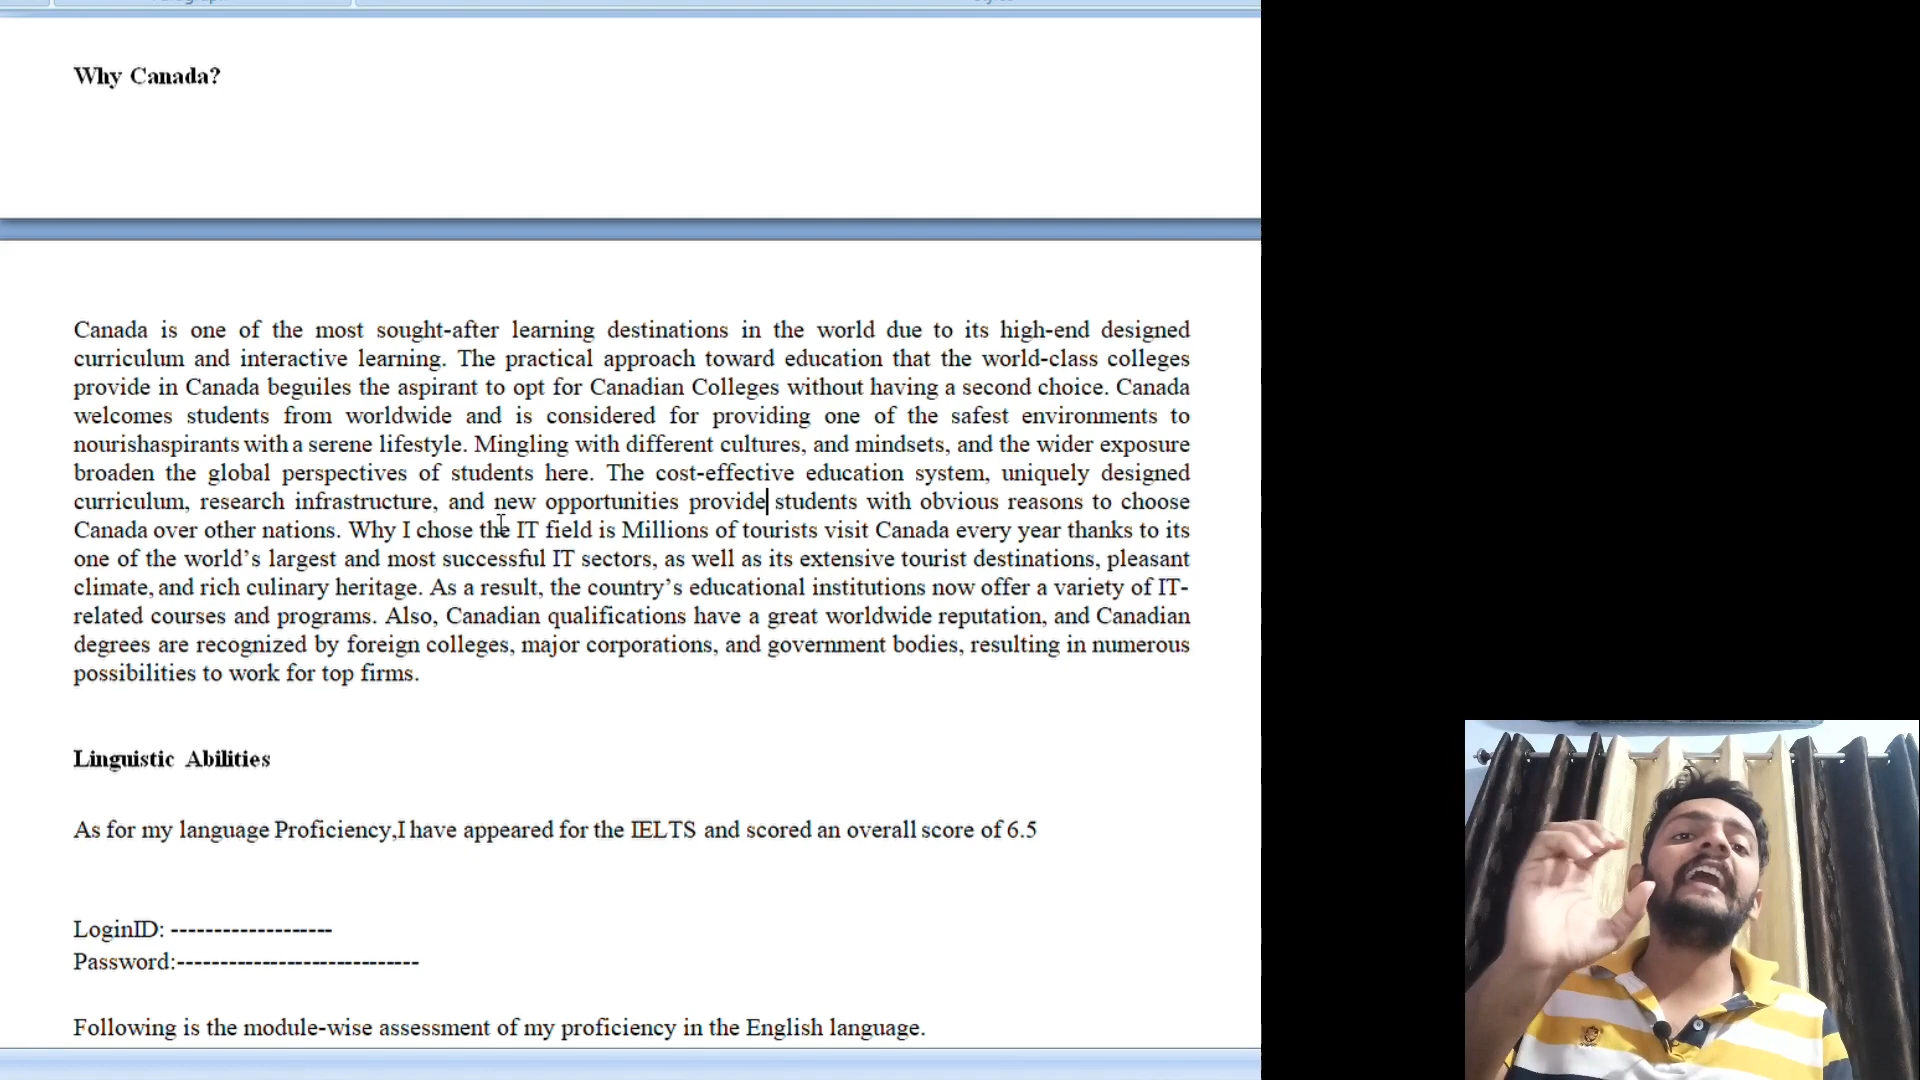 Why Canada?
Canada is one of the most sought-after learning destinations in the world due to its high-end designed
curriculum and interactive learning. The practical approach toward education that the world-class colleges
provide in Canada beguiles the aspirant to opt for Canadian Colleges without having a second choice. Canada
welcomes students from worldwide and is considered for providing one of the safest environments to
nourishaspirants with a serene lifestyle. Mingling with different cultures, and mindsets, and the wider exposure
broaden the global perspectives of students here. The cost-effective education system, uniquely designed
curriculum, research infrastructure, and new opportunities provide students with obvious reasons to choose
Canada over other nations. Why I chose the IT field is Millions of tourists visit Canada every year thanks to its
one of the world’s largest and most successful IT sectors, as well as its extensive tourist destinations, pleasant
climate, and rich culinary heritage. As a result, the country’s educational institutions now offer a variety of IT-
related courses and programs. Also, Canadian qualifications have a great worldwide reputation, and Canadian
degrees are recognized by foreign colleges, major corporations, and government bodies, resulting in numerous
possibilities to work for top firms.
Linguistic Abilities
As for my language Proficiency,I have appeared for the IELTS and scored an overall score of 6.5
LoginID: -------------------
Password:----------------------------
Following is the module-wise assessment of my proficiency in the English language.